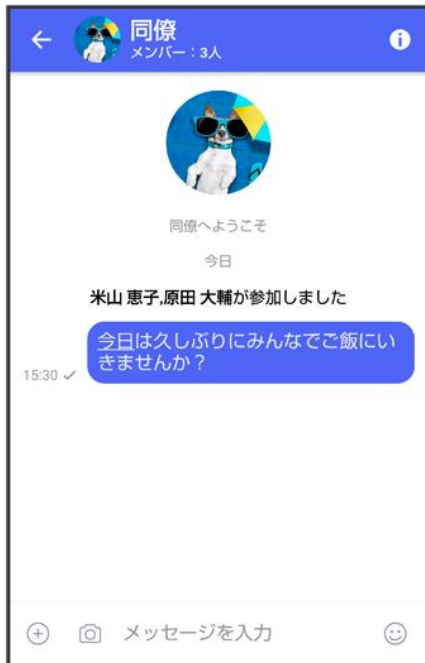 同僚
メンバー：3人
同僚へようこそ
今日
米山 恵子,原田 大輔が参加しました
今日は久しぶりにみんなでご飯にい
きませんか？
15:30
メッセージを入力